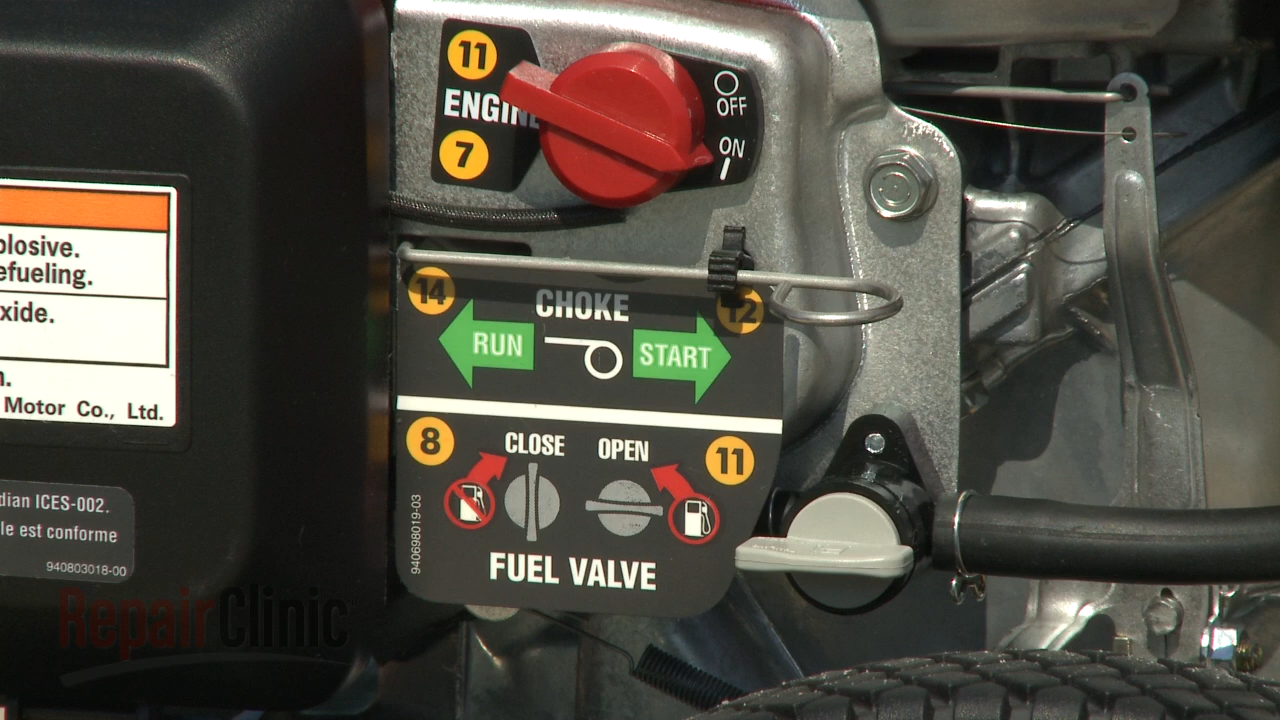 plosive.
efueling.
xide.
n.
Motor Co., Ltd.
dian ICES-002.
le est conforme
940803018-00
11
ENGINE
7
OFF
ON
14
CHOKE
12
RUN
START
8
CLOSE
OPEN
11
940698019-03
FUEL VALVE
RepairClinic